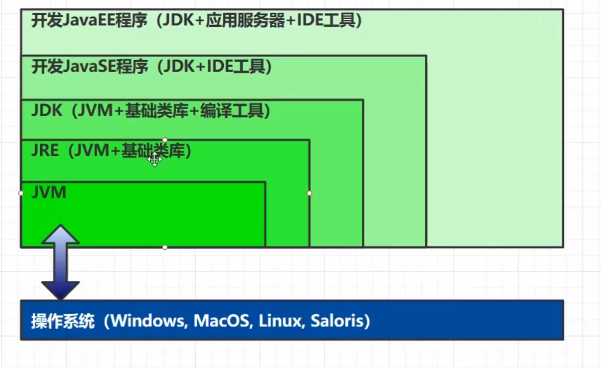 开发JavaEE程序（JDK+应用服务器+IDE工具）
开发JavaSE程序（JDK+IDE工具）
JDK（JVM+基础类库+编译工具）
JRE（JVM+基础类库）
JVM
操作系统（Windows, MacOS, Linux, Saloris）